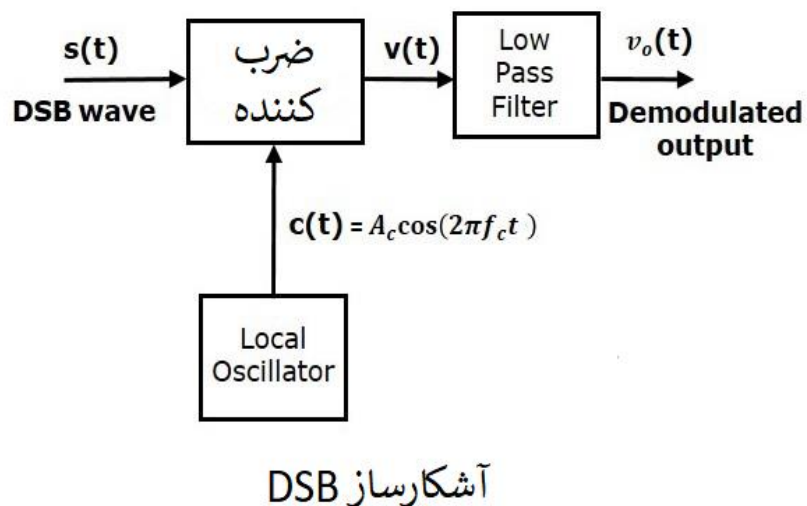 s(t)
DSB wave
ضرب
کننده
v(t)
Low
Pass
Filter
v_o(t)
Demodulated
output
c(t) = A_c cos(2πf_c t )
Local
Oscillator
آشکارساز DSB